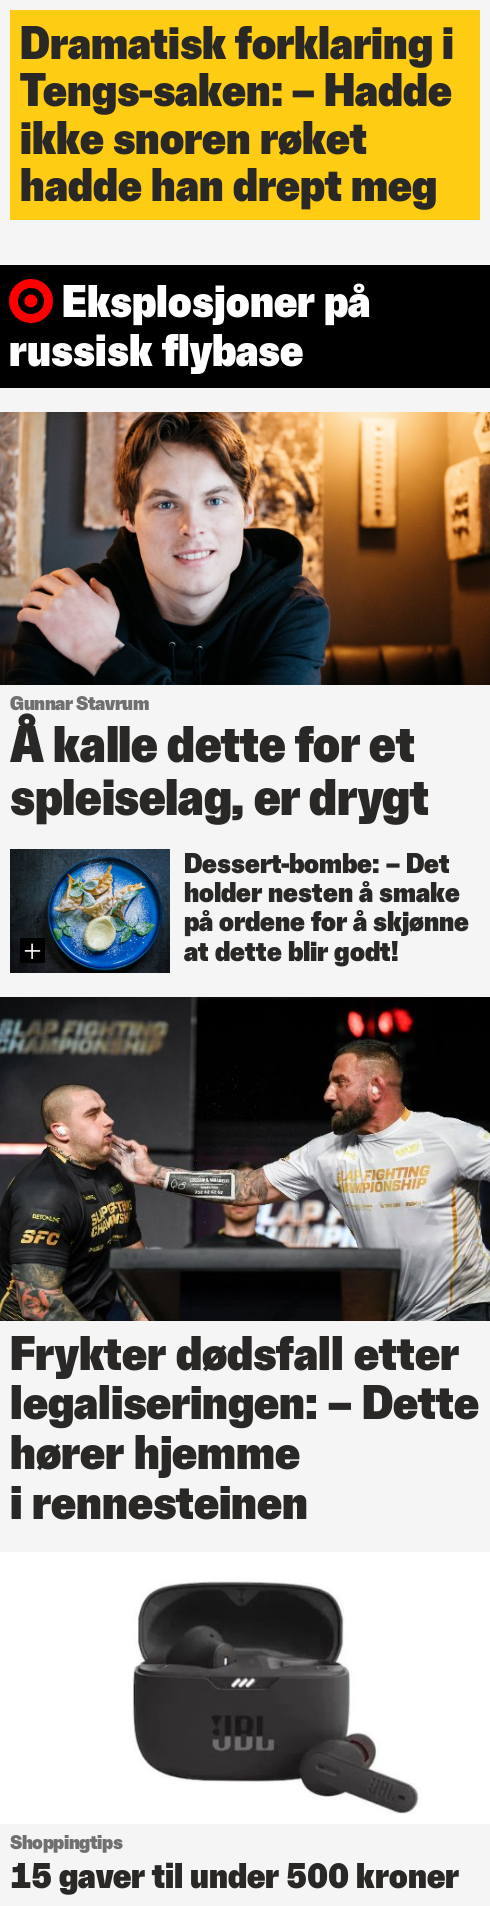 Dramatisk forklaring i
Tengs-saken: – Hadde
ikke snoren røket
hadde han drept meg
Eksplosjoner på
russisk flybase
Gunnar Stavrum
Å kalle dette for et
spleiselag, er drygt
Dessert-bombe: – Det
holder nesten å smake
på ordene for å skjønne
at dette blir godt!
SLAP FIGHTING
CHAMPIONSHIP
BETONLINE
SFC
SLAP FIGHTING
CHAMPIONSHIP
Frykter dødsfall etter
legaliseringen: – Dette
hører hjemme
i rennesteinen
JBL
JBL
Shoppingtips
15 gaver til under 500 kroner